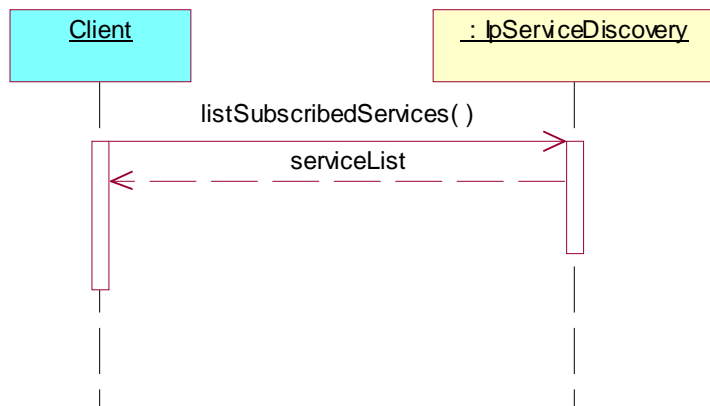 Client
: IpServiceDiscovery
listSubscribedServices( )
serviceList